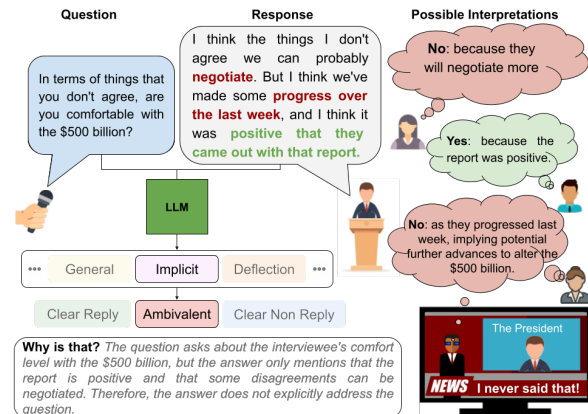 Question
Response
Possible Interpretations
In terms of things that
you don't agree, are
you comfortable with
the $500 billion?
I think the things I don't
agree we can probably
negotiate. But I think we've
made some progress over
the last week, and I think it
was positive that they
came out with that report.
No: because they
will negotiate more
Yes: because the
report was positive.
No: as they progressed last
week, implying potential
further advances to alter the
$500 billion.
LLM
••• General Implicit Deflection •••
Clear Reply Ambivalent Clear Non Reply
Why is that? The question asks about the interviewee's comfort
level with the $500 billion, but the answer only mentions that the
report is positive and that some disagreements can be
negotiated. Therefore, the answer does not explicitly address the
question.
The President
NEWS I never said that!